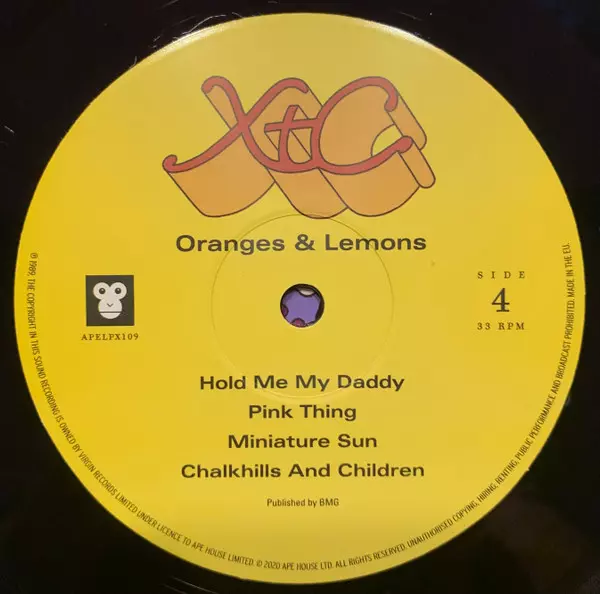 XTC
Oranges & Lemons
APELPX109
SIDE
4
33 RPM
Hold Me My Daddy
Pink Thing
Miniature Sun
Chalkhills And Children
Published by BMG
℗ 1989. THE COPYRIGHT IN THIS SOUND RECORDING IS OWNED BY VIRGIN RECORDS LIMITED UNDER LICENCE TO APE HOUSE LIMITED. © 2020 APE HOUSE LTD. ALL RIGHTS RESERVED. UNAUTHORISED COPYING, HIRING, RENTING, PUBLIC PERFORMANCE AND BROADCAST PROHIBITED. MADE IN THE EU.